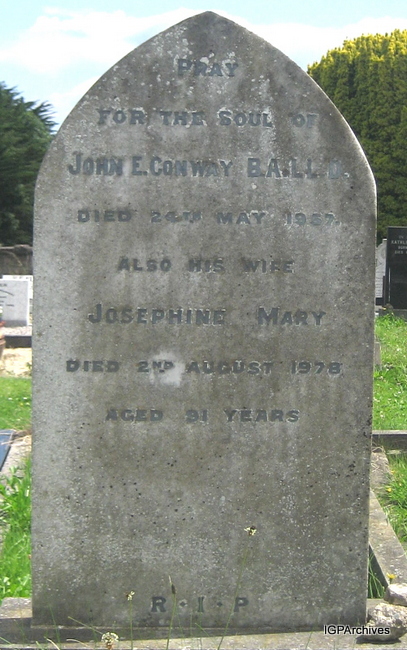 PRAY
FOR THE SOUL OF
JOHN E. CONWAY B.A. LL.D.
DIED 24TH MAY
ALSO HIS WIFE
JOSEPHINE MARY
DIED 2ND AUGUST 1978
AGED 91 YEARS
R·I·P
IGPArchives